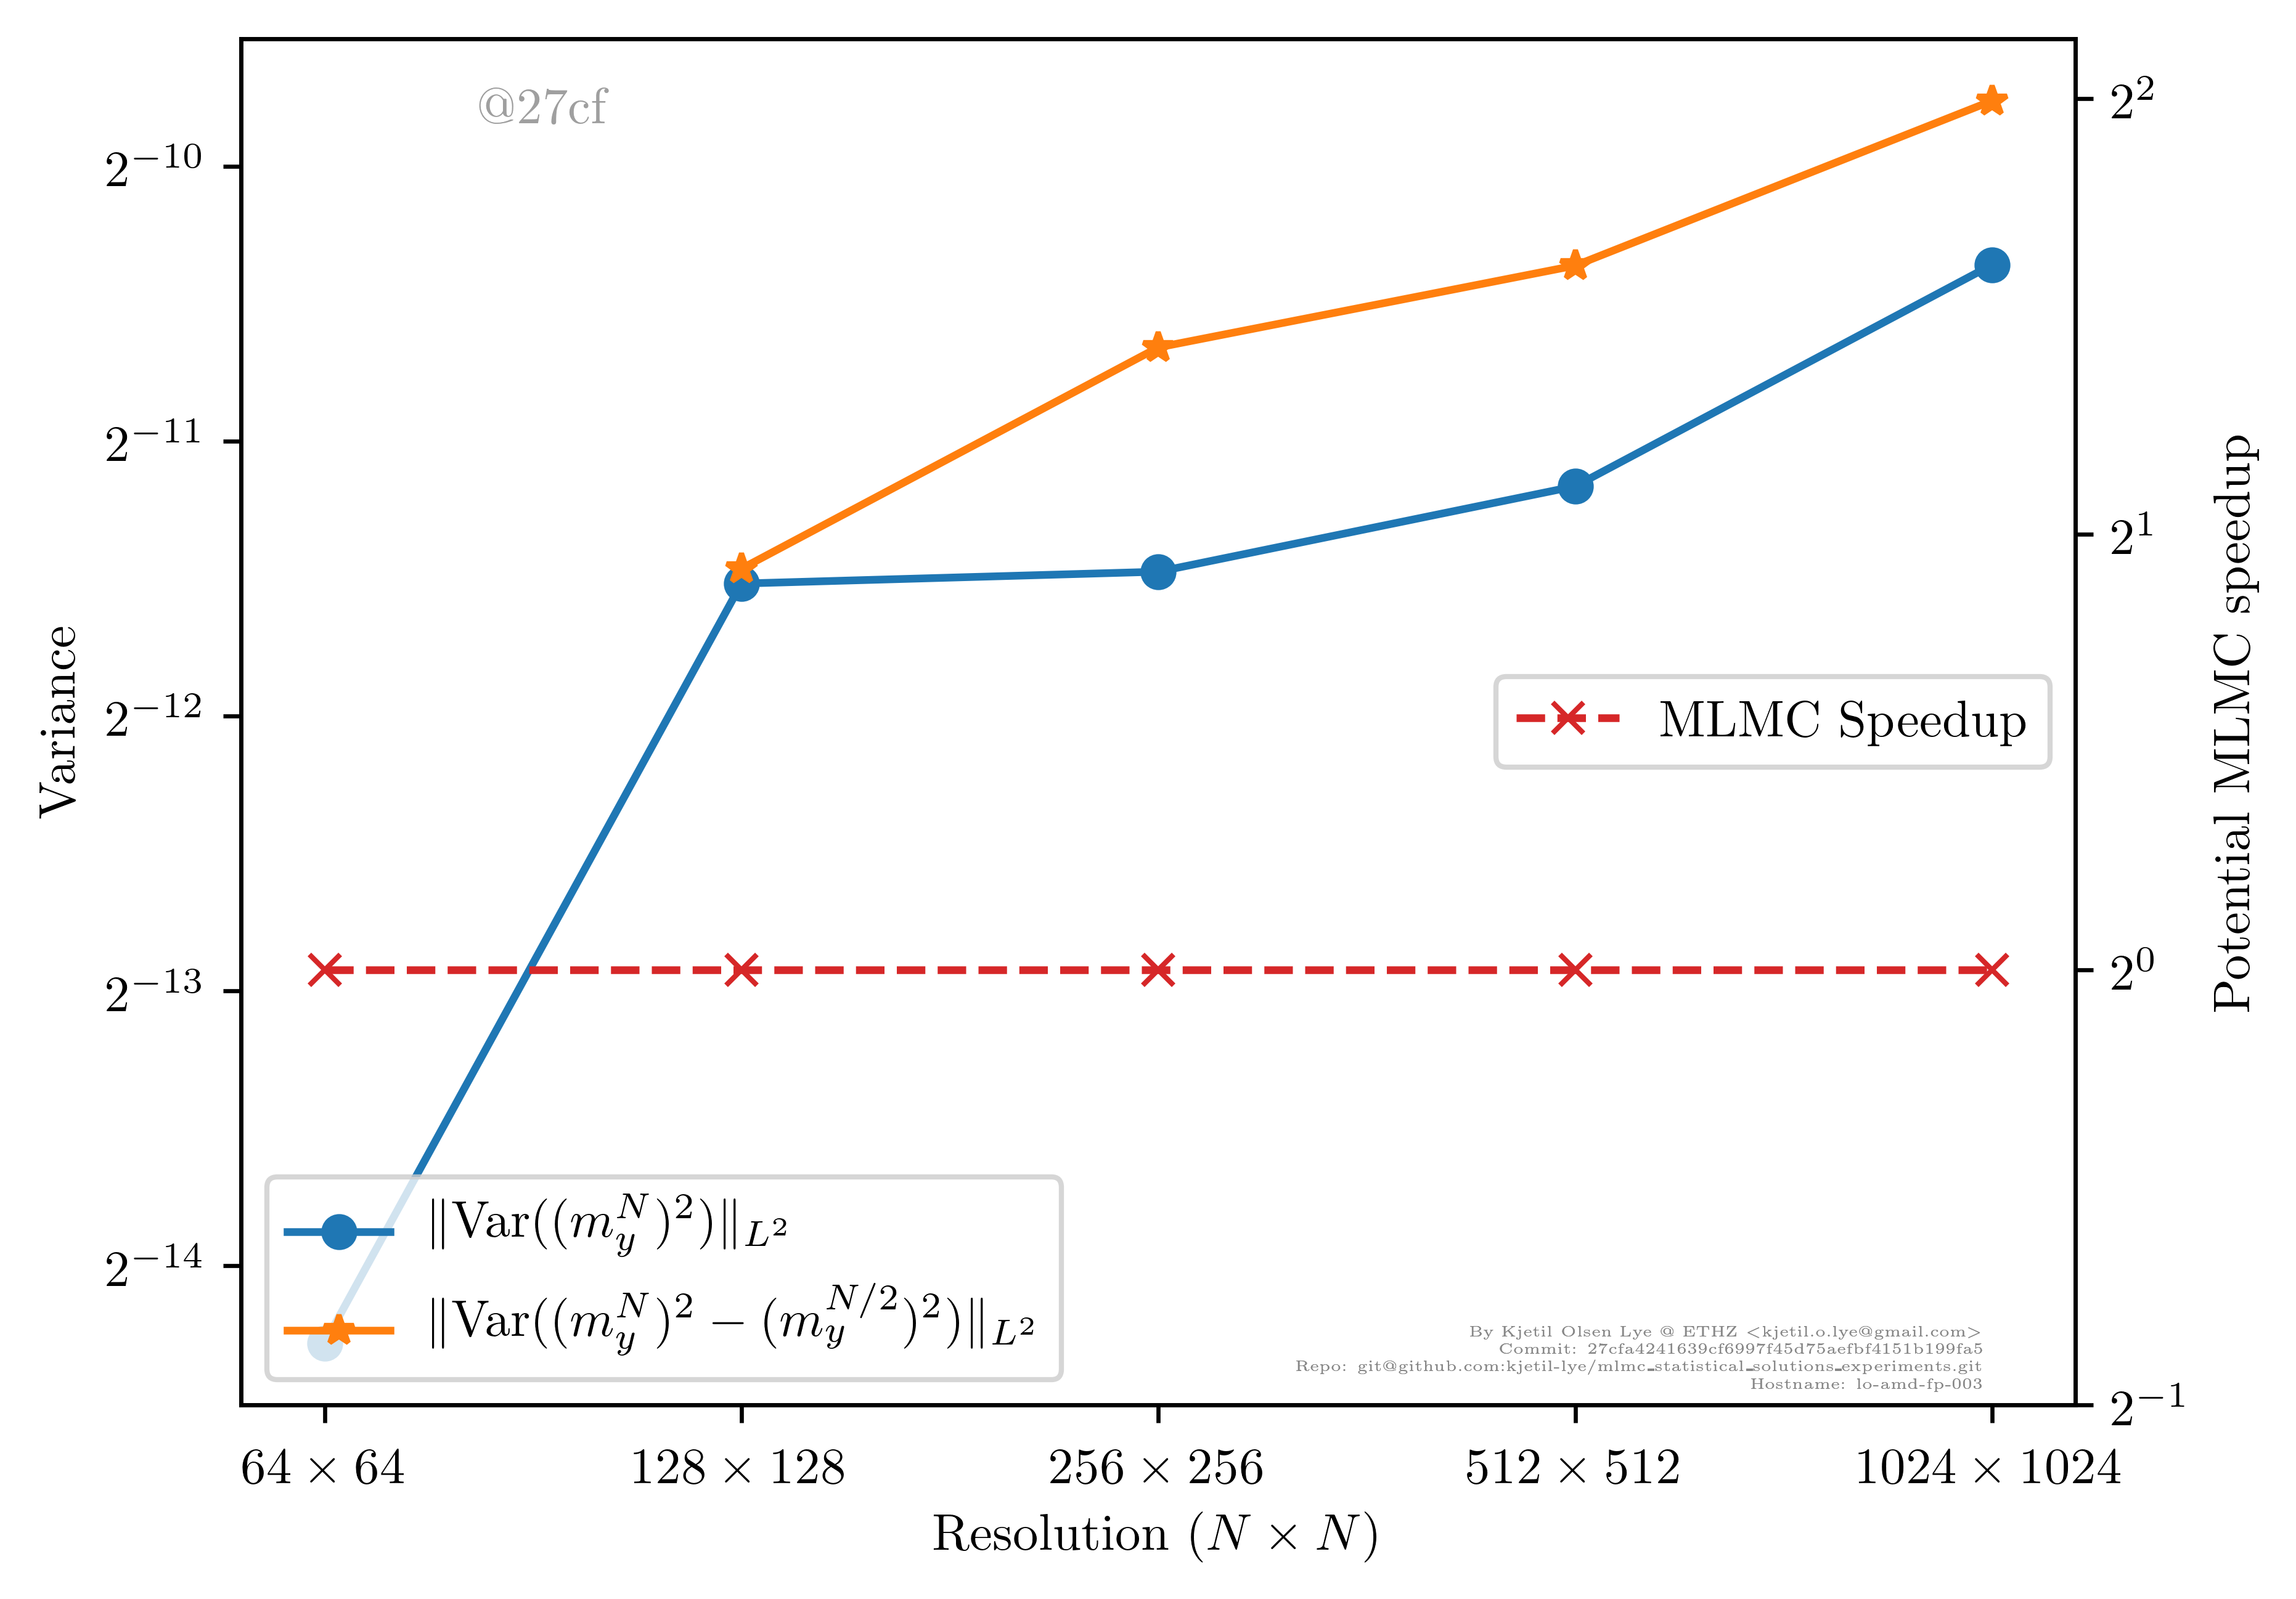 @27cf
2^{-10}
2^{-11}
2^{-12}
2^{-13}
2^{-14}
Variance
2^2
2^1
2^0
2^{-1}
Potential MLMC speedup
MLMC Speedup
‖Var((m_y^N)^2)‖_{L^2}
‖Var((m_y^N)^2 − (m_y^{N/2})^2)‖_{L^2}
By Kjetil Olsen Lye @ ETHZ <kjetil.o.lye@gmail.com>
Commit: 27cfa4241639cf6997f45d75aefbf4151b199fa5
Repo: git@github.com:kjetil-lye/mlmc_statistical_solutions_experiments.git
Hostname: lo-amd-fp-003
64 × 64 128 × 128 256 × 256 512 × 512 1024 × 1024
Resolution (N × N)